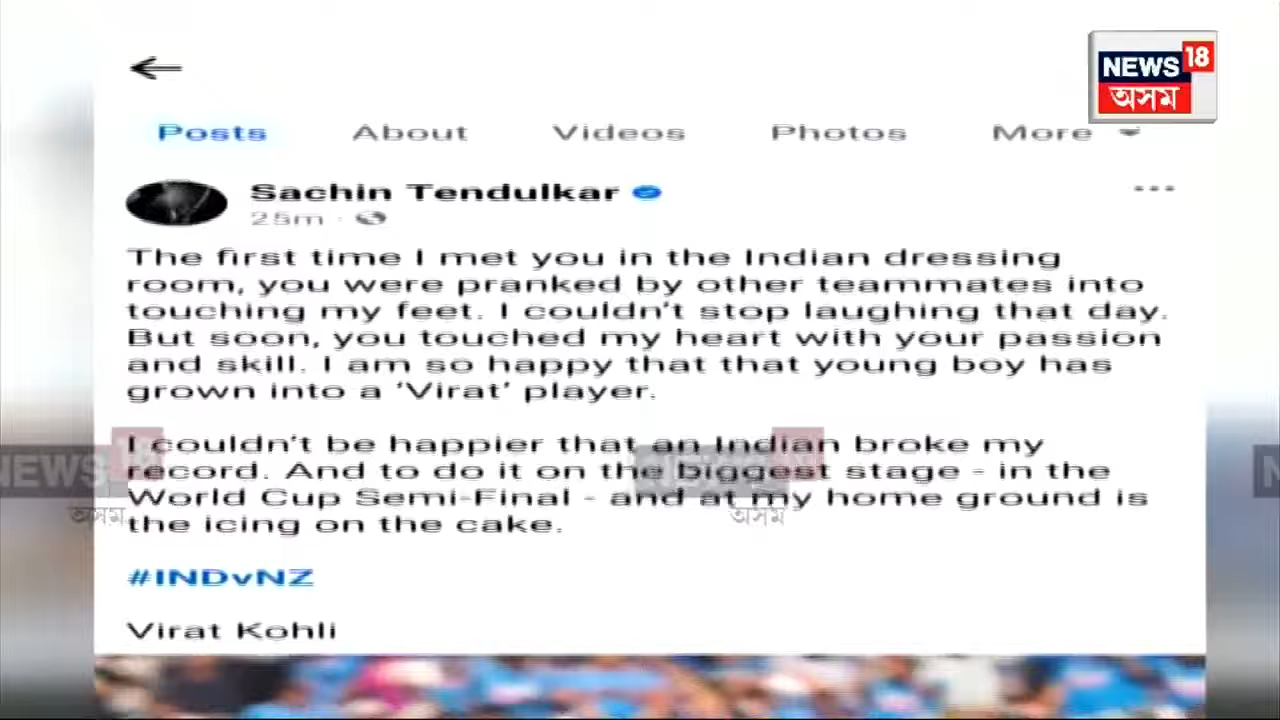 NEWS 18
অসম
Posts About Videos Photos More
Sachin Tendulkar
25m
The first time I met you in the Indian dressing
room, you were pranked by other teammates into
touching my feet. I couldn't stop laughing that day.
But soon, you touched my heart with your passion
and skill. I am so happy that that young boy has
grown into a ‘Virat’ player.
I couldn't be happier that an Indian broke my
record. And to do it on the biggest stage - in the
World Cup Semi-Final - and at my home ground is
the icing on the cake.
#INDvNZ
Virat Kohli
NEWS 18
অসম
অসম